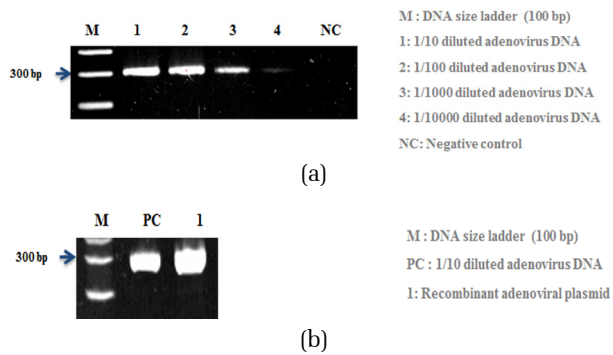 M 1 2 3 4 NC
300 bp
M : DNA size ladder (100 bp)
1: 1/10 diluted adenovirus DNA
2: 1/100 diluted adenovirus DNA
3: 1/1000 diluted adenovirus DNA
4: 1/10000 diluted adenovirus DNA
NC: Negative control
(a)
M PC 1
300 bp
M : DNA size ladder (100 bp)
PC : 1/10 diluted adenovirus DNA
1: Recombinant adenoviral plasmid
(b)